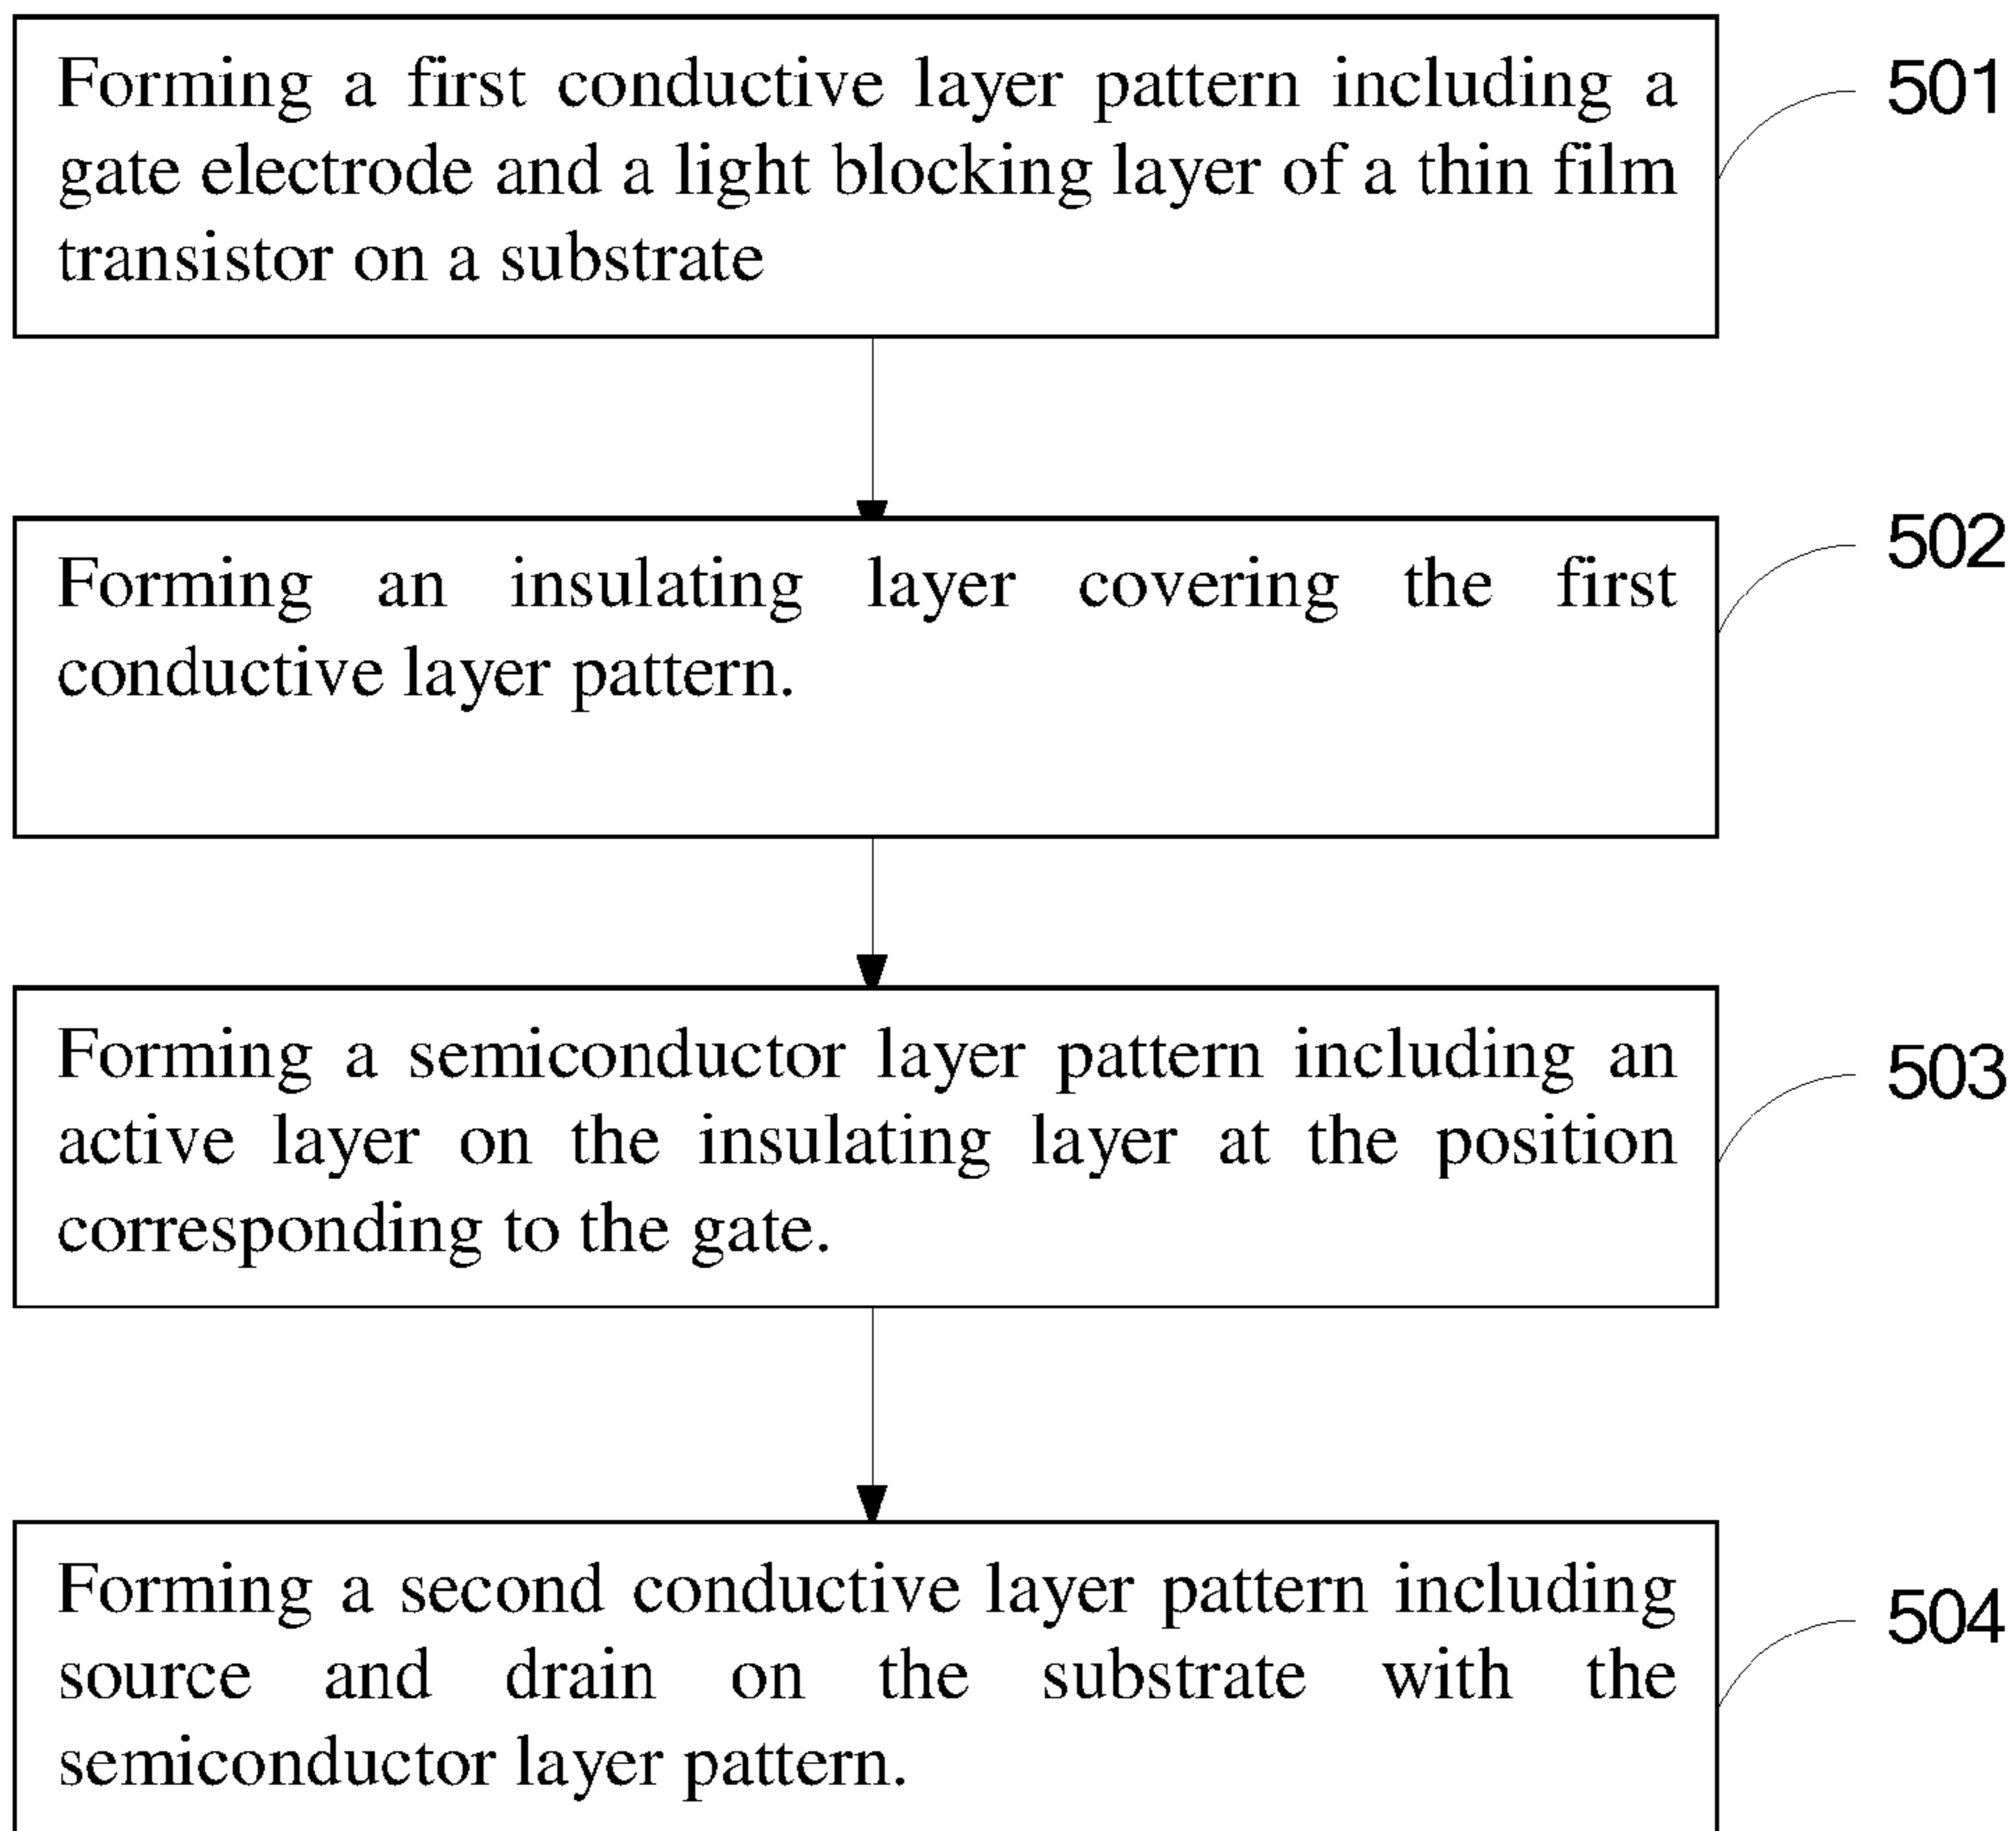 Forming a first conductive layer pattern including a
gate electrode and a light blocking layer of a thin film
transistor on a substrate
501
Forming an insulating layer covering the first
conductive layer pattern.
502
Forming a semiconductor layer pattern including an
active layer on the insulating layer at the position
corresponding to the gate.
503
Forming a second conductive layer pattern including
source and drain on the substrate with the
semiconductor layer pattern.
504